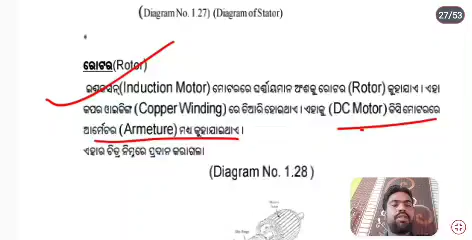 (Diagram No. 1.27) (Diagram of Stator)
27/53
ରୋଟର(Rotor)
ଇଣ୍ଡକସନ୍(Induction Motor) ମୋଟରରେ ଘୂର୍ଣ୍ଣାୟମାନ ଅଂଶକୁ ରୋଟର (Rotor) କୁହାଯାଏ । ଏହା
କପର ୱାଇଣ୍ଡିଙ୍ଗ (Copper Winding) ରେ ତିଆରି ହୋଇଥାଏ । ଏହାକୁ (DC Motor) ଡିସି ମୋଟରରେ
ଆର୍ମେଚର (Armeture) ମଧ୍ୟ କୁହାଯାଇଥାଏ ।
ଏହାର ଚିତ୍ର ନିମ୍ନରେ ପ୍ରଦାନ କରାଗଲା
(Diagram No. 1.28)